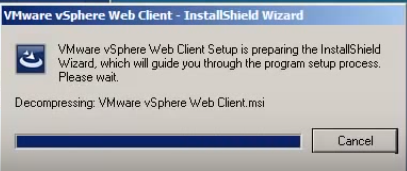 VMware vSphere Web Client - InstallShield Wizard
VMware vSphere Web Client Setup is preparing the InstallShield
Wizard, which will guide you through the program setup process.
Please wait.
Decompressing: VMware vSphere Web Client.msi
Cancel